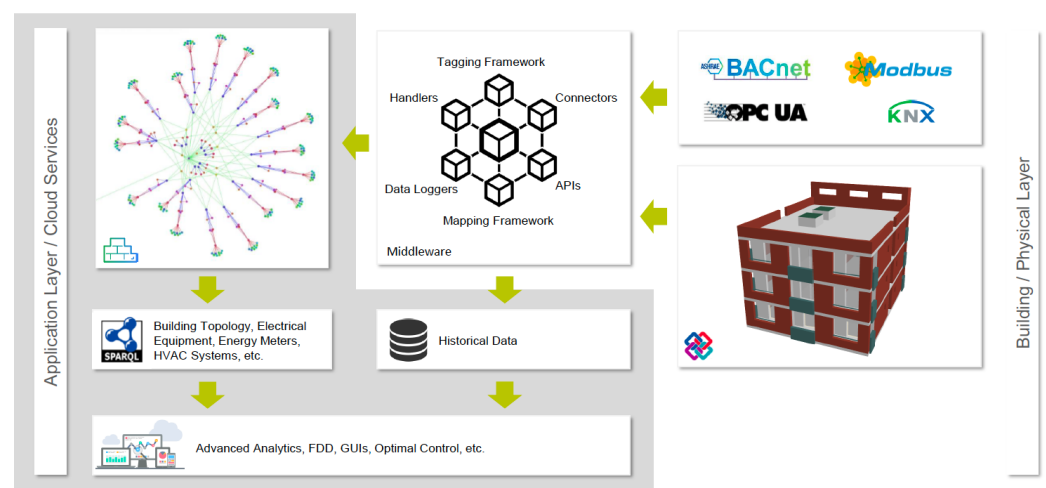 Application Layer / Cloud Services
Tagging Framework
Handlers
Connectors
Data Loggers
APIs
Mapping Framework
Middleware
ASHRAE BACnet
Modbus
OPC UA
KNX
Building / Physical Layer
SPARQL
Building Topology, Electrical
Equipment, Energy Meters,
HVAC Systems, etc.
Historical Data
Advanced Analytics, FDD, GUIs, Optimal Control, etc.